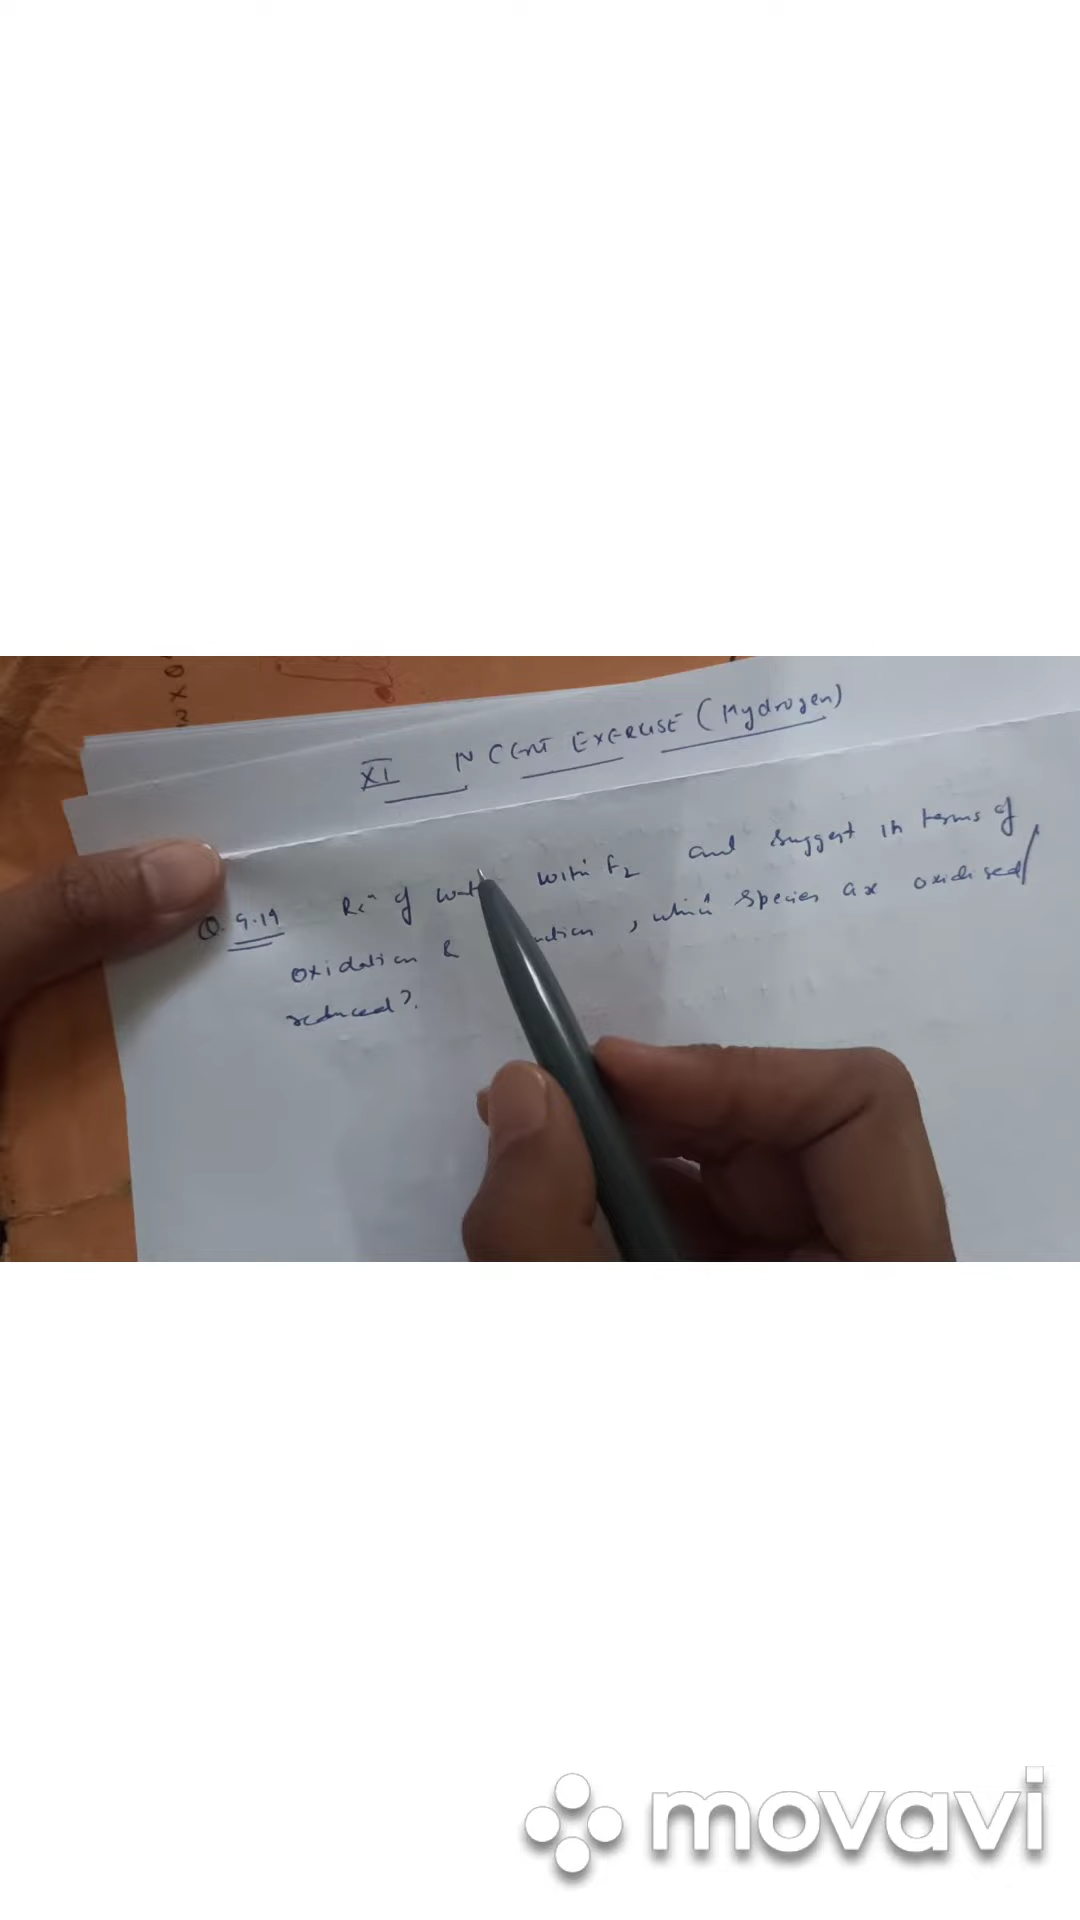 XI NCERT EXERCISE (Hydrogen)
Q. 9.19 Rcn of with F2 and suggest in terms of
oxidation & , which species are oxidised/
reduced?
movavi